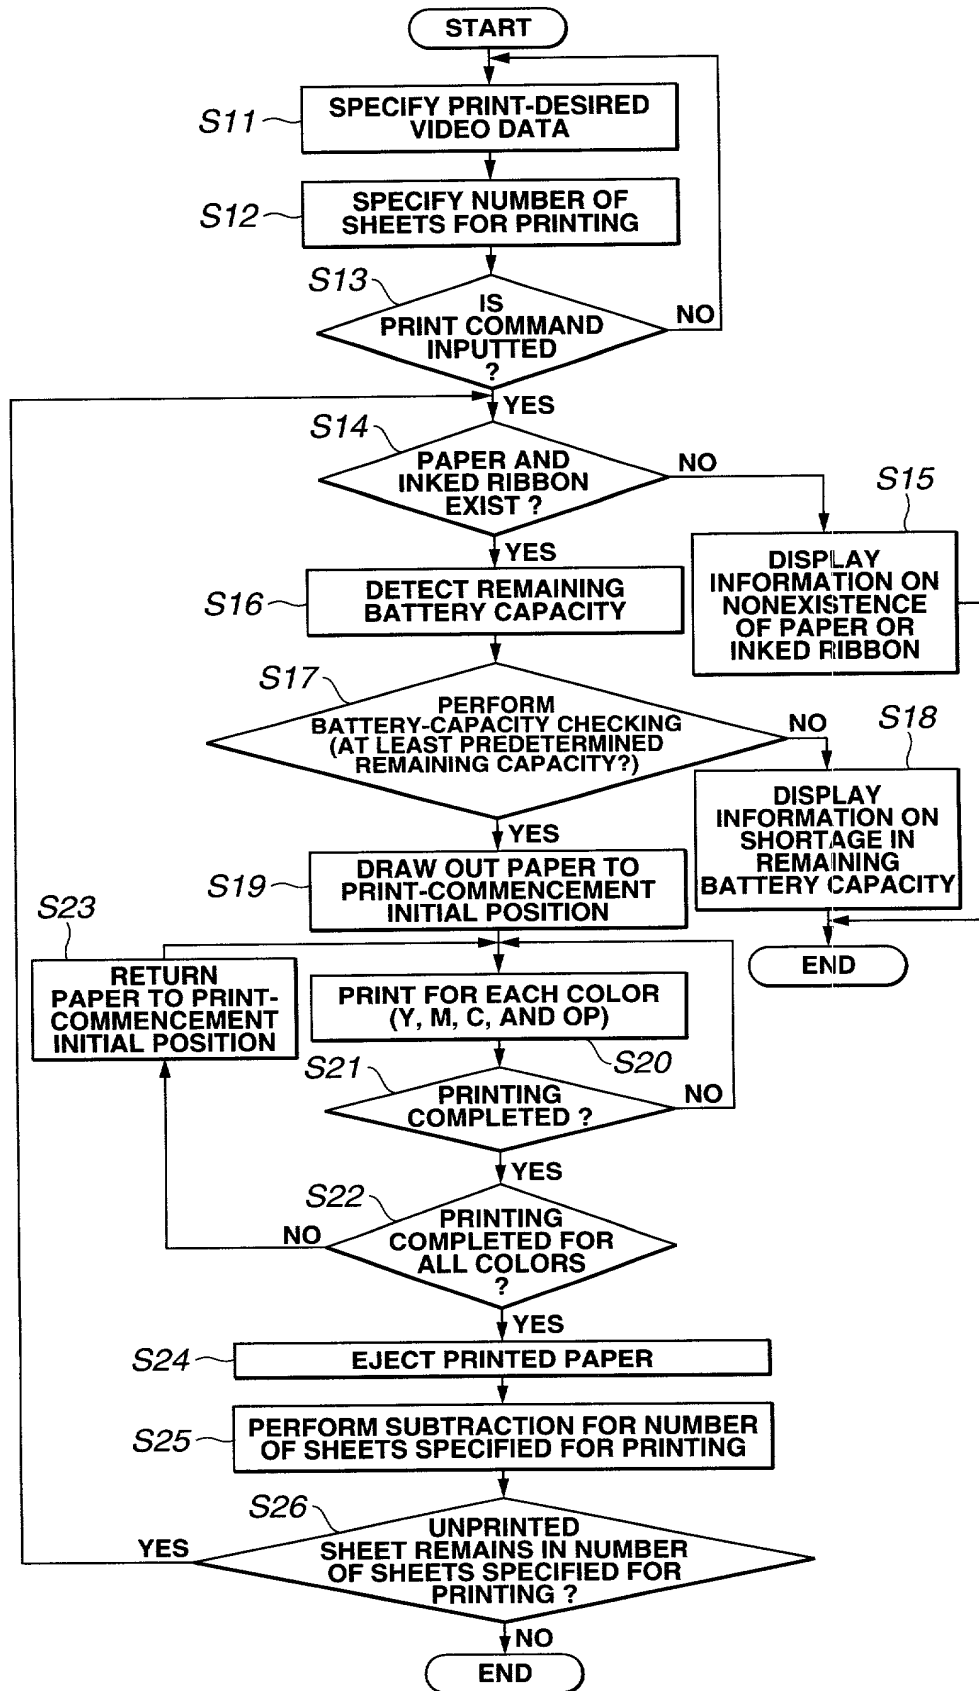 START
S11
SPECIFY PRINT-DESIRED
VIDEO DATA
S12
SPECIFY NUMBER OF
SHEETS FOR PRINTING
S13
IS
PRINT COMMAND
INPUTTED
?
NO
YES
S14
PAPER AND
INKED RIBBON
EXIST ?
NO
YES
S15
DISPLAY
INFORMATION ON
NONEXISTENCE
OF PAPER OR
INKED RIBBON
S16
DETECT REMAINING
BATTERY CAPACITY
S17
PERFORM
BATTERY-CAPACITY CHECKING
(AT LEAST PREDETERMINED
REMAINING CAPACITY?)
NO
YES
S18
DISPLAY
INFORMATION ON
SHORTAGE IN
REMAINING
BATTERY CAPACITY
END
S19
DRAW OUT PAPER TO
PRINT-COMMENCEMENT
INITIAL POSITION
S23
RETURN
PAPER TO PRINT-
COMMENCEMENT
INITIAL POSITION
PRINT FOR EACH COLOR
(Y, M, C, AND OP)
S20
S21
PRINTING
COMPLETED ?
NO
YES
S22
PRINTING
COMPLETED FOR
ALL COLORS
?
NO
YES
S24
EJECT PRINTED PAPER
S25
PERFORM SUBTRACTION FOR NUMBER
OF SHEETS SPECIFIED FOR PRINTING
S26
UNPRINTED
SHEET REMAINS IN NUMBER
OF SHEETS SPECIFIED FOR
PRINTING ?
YES
NO
END